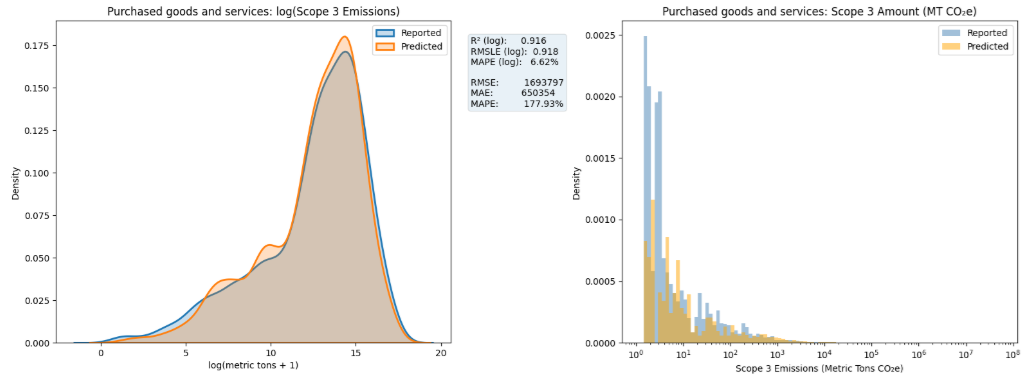 Purchased goods and services: log(Scope 3 Emissions)
Reported
Predicted
0.175
0.150
0.125
0.100
0.075
0.050
0.025
0.000
Density
0
5
10
15
20
log(metric tons + 1)
R² (log): 0.916
RMSLE (log): 0.918
MAPE (log): 6.62%
RMSE: 1693797
MAE: 650354
MAPE: 177.93%
Purchased goods and services: Scope 3 Amount (MT CO₂e)
Reported
Predicted
0.0025
0.0020
0.0015
0.0010
0.0005
0.0000
Density
10⁰
10¹
10²
10³
10⁴
10⁵
10⁶
10⁷
10⁸
Scope 3 Emissions (Metric Tons CO₂e)